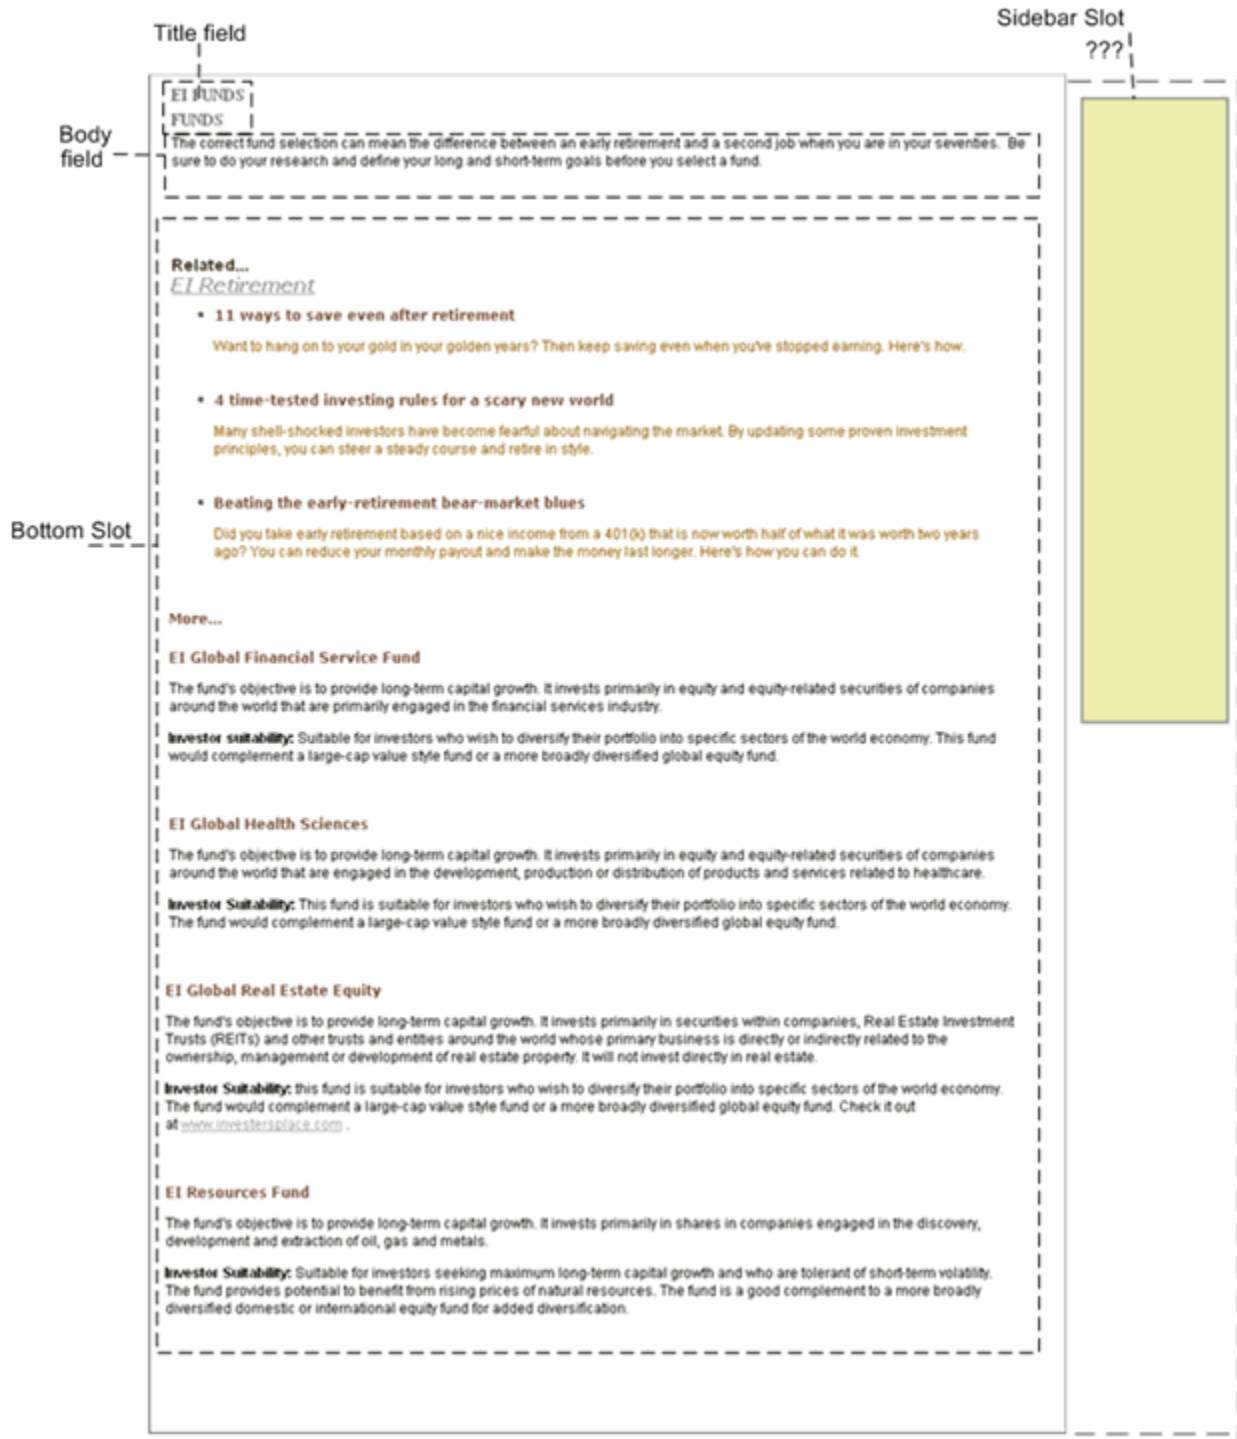 Title field
Sidebar Slot
???
EI FUNDS
FUNDS
Body
field
The correct fund selection can mean the difference between an early retirement and a second job when you are in your seventies. Be
sure to do your research and define your long and short-term goals before you select a fund.
Related...
EI Retirement
• 11 ways to save even after retirement
Want to hang on to your gold in your golden years? Then keep saving even when you've stopped earning. Here's how.
• 4 time-tested investing rules for a scary new world
Many shell-shocked investors have become fearful about navigating the market. By updating some proven investment
principles, you can steer a steady course and retire in style.
• Beating the early-retirement bear-market blues
Bottom Slot
Did you take early retirement based on a nice income from a 401(k) that is now worth half of what it was worth two years
ago? You can reduce your monthly payout and make the money last longer. Here's how you can do it.
More...
EI Global Financial Service Fund
The fund's objective is to provide long-term capital growth. It invests primarily in equity and equity-related securities of companies
around the world that are primarily engaged in the financial services industry.
Investor suitability: Suitable for investors who wish to diversify their portfolio into specific sectors of the world economy. This fund
would complement a large-cap value style fund or a more broadly diversified global equity fund.
EI Global Health Sciences
The fund's objective is to provide long-term capital growth. It invests primarily in equity and equity-related securities of companies
around the world that are engaged in the development, production or distribution of products and services related to healthcare.
Investor Suitability: This fund is suitable for investors who wish to diversify their portfolio into specific sectors of the world economy.
The fund would complement a large-cap value style fund or a more broadly diversified global equity fund.
EI Global Real Estate Equity
The fund's objective is to provide long-term capital growth. It invests primarily in securities within companies, Real Estate Investment
Trusts (REITs) and other trusts and entities around the world whose primary business is directly or indirectly related to the
ownership, management or development of real estate property. It will not invest directly in real estate.
Investor Suitability: this fund is suitable for investors who wish to diversify their portfolio into specific sectors of the world economy.
The fund would complement a large-cap value style fund or a more broadly diversified global equity fund. Check it out
at www.investersplace.com .
EI Resources Fund
The fund's objective is to provide long-term capital growth. It invests primarily in shares in companies engaged in the discovery,
development and extraction of oil, gas and metals.
Investor Suitability: Suitable for investors seeking maximum long-term capital growth and who are tolerant of short-term volatility.
The fund provides potential to benefit from rising prices of natural resources. The fund is a good complement to a more broadly
diversified domestic or international equity fund for added diversification.